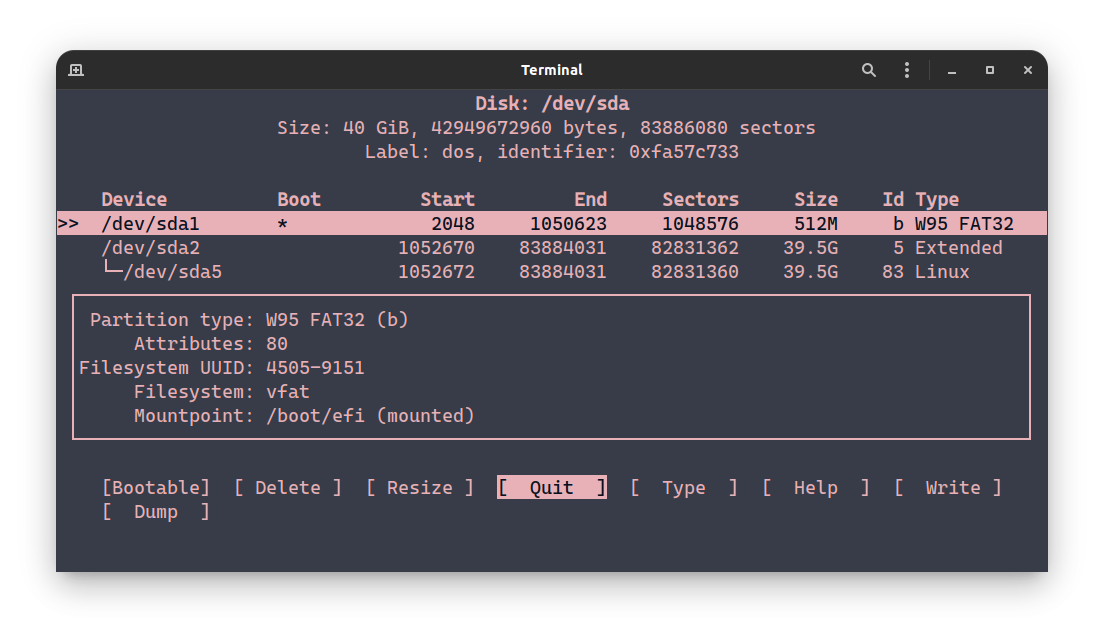 Terminal
Disk: /dev/sda
Size: 40 GiB, 42949672960 bytes, 83886080 sectors
Label: dos, identifier: 0xfa57c733
Device Boot Start End Sectors Size Id Type
>> /dev/sda1 * 2048 1050623 1048576 512M b W95 FAT32
/dev/sda2 1052670 83884031 82831362 39.5G 5 Extended
└─/dev/sda5 1052672 83884031 82831360 39.5G 83 Linux
Partition type: W95 FAT32 (b)
Attributes: 80
Filesystem UUID: 4505-9151
Filesystem: vfat
Mountpoint: /boot/efi (mounted)
[Bootable] [ Delete ] [ Resize ] [ Quit ] [ Type ] [ Help ] [ Write ]
[ Dump ]